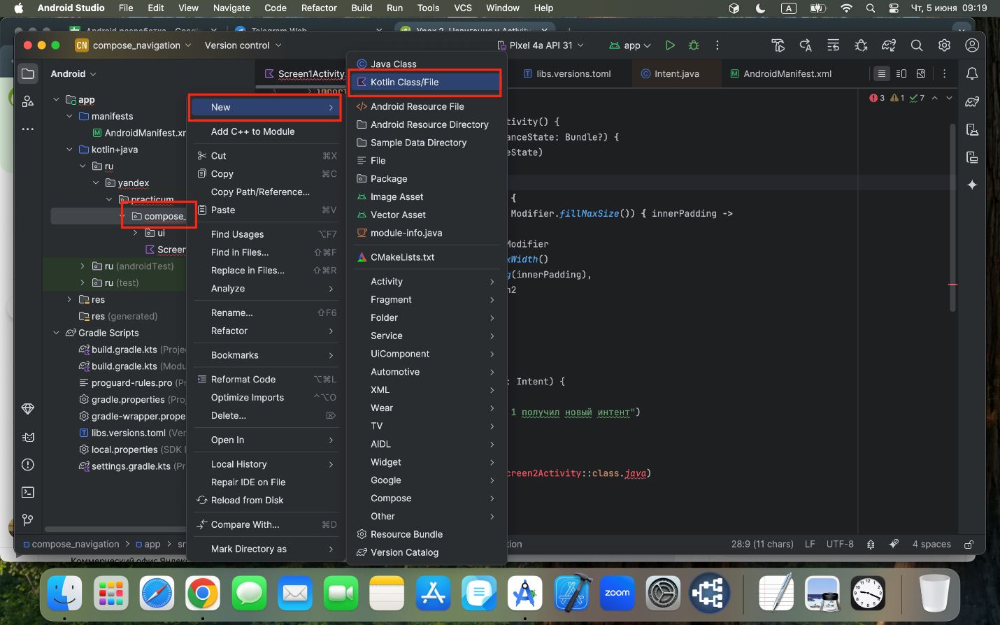 Android Studio File Edit View Navigate Code Refactor Build Run Tools VCS Window Help A Чт, 5 июня 09:19
CN compose_navigation Version control Pixel 4a API 31 app
Android
Screen1Activity. libs.versions.toml Intent.java AndroidManifest.xml
app
manifests
AndroidManifest.xm
kotlin+java
ru
yandex
practicum
compose_
ui
Screen
ru (androidTest)
ru (test)
res
res (generated)
Gradle Scripts
build.gradle.kts (Projec
build.gradle.kts (Modu
proguard-rules.pro (Pr
gradle.properties (Proj
gradle-wrapper.prope
libs.versions.toml (Ver
local.properties (SDK l
settings.gradle.kts (Pr
New
Add C++ to Module
Cut ⌘X
Copy ⌘C
Copy Path/Reference...
Paste ⌘V
Find Usages ⌥F7
Find in Files... ⇧⌘F
Replace in Files... ⇧⌘R
Analyze
Rename... ⇧F6
Refactor
Bookmarks
Reformat Code ⌥⌘L
Optimize Imports ^⌥O
Delete... ⌦
Open In
Local History
Repair IDE on File
Reload from Disk
Compare With... ⌘D
Mark Directory as
Java Class
Kotlin Class/File
Android Resource File
Android Resource Directory
Sample Data Directory
File
Package
Image Asset
Vector Asset
module-info.java
CMakeLists.txt
Activity
Fragment
Folder
Service
UiComponent
Automotive
XML
Wear
TV
AIDL
Widget
Google
Compose
Other
Resource Bundle
Version Catalog
3 > import
3 1 7
tivity() {
anceState: Bundle?) {
eState)
{
Modifier.fillMaxSize()) { innerPadding ->
Modifier
xWidth()
g(innerPadding),
n2
: Intent) {
1 получил новый интент")
creen2Activity::class.java)
compose_navigation > app > sr tion 28:9 (11 chars) LF UTF-8 4 spaces
Коммерческий офис Яндекс
zoom